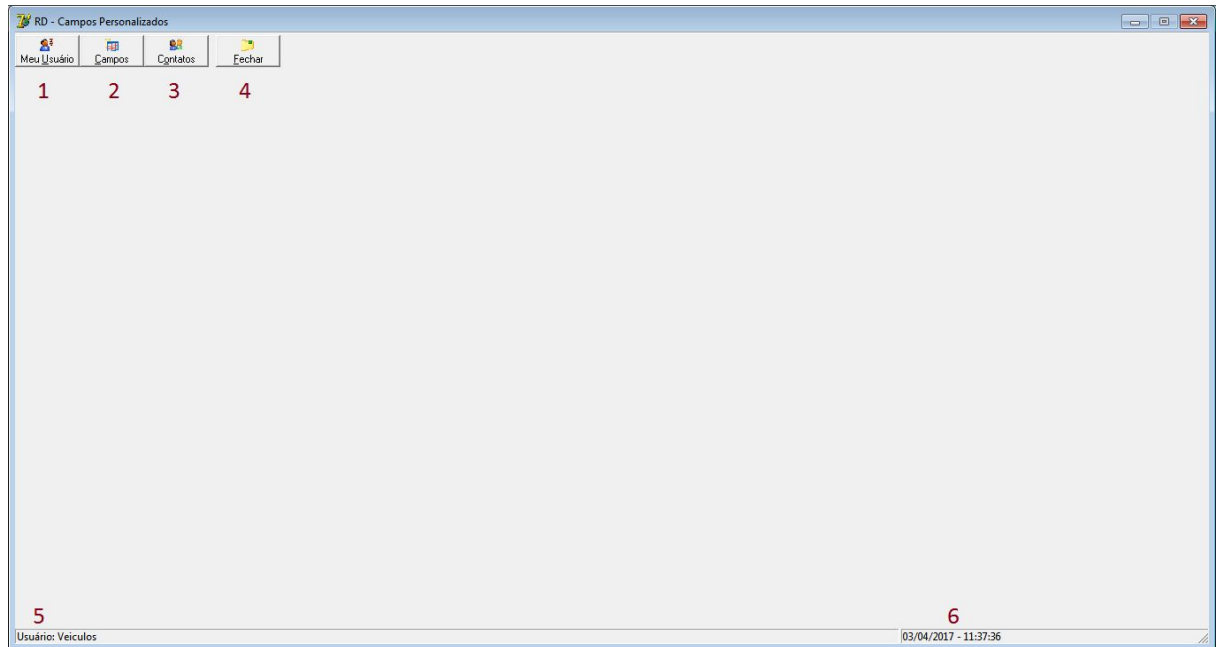 RD - Campos Personalizados
Meu Usuário Campos Contatos Fechar
1 2 3 4
5 6
Usuário: Veiculos 03/04/2017 - 11:37:36